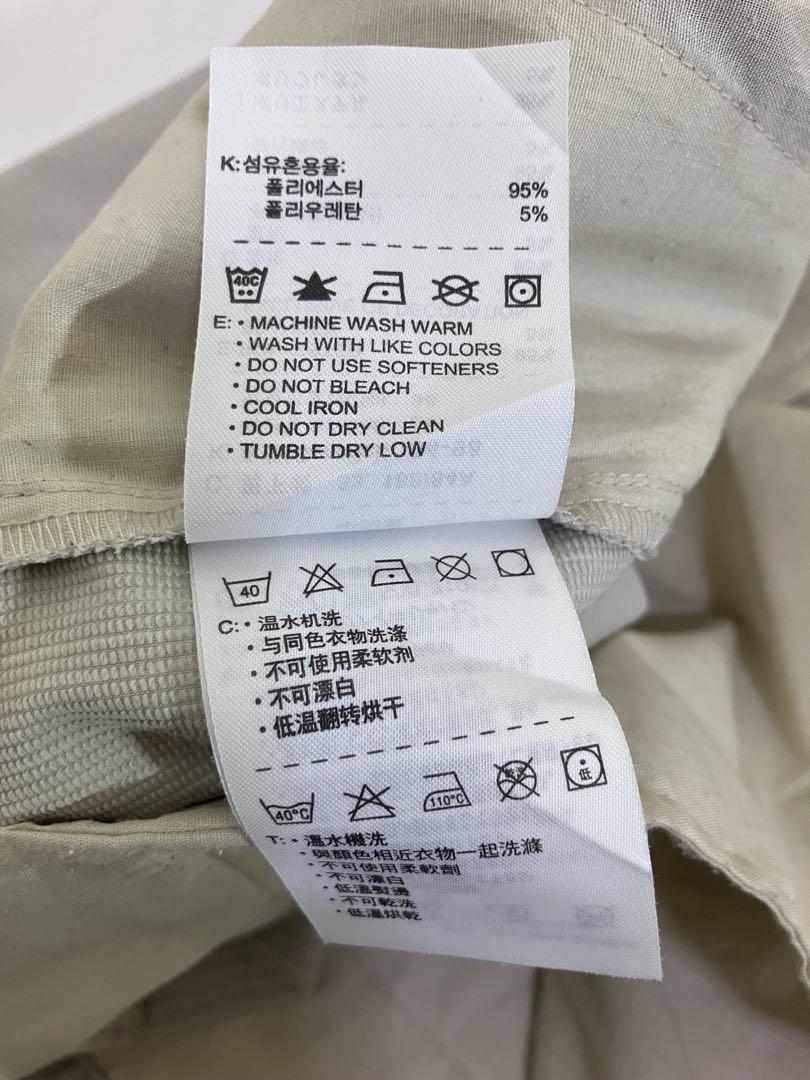 K:섬유혼용율:
폴리에스터 95%
폴리우레탄 5%
40C
E: • MACHINE WASH WARM
• WASH WITH LIKE COLORS
• DO NOT USE SOFTENERS
• DO NOT BLEACH
• COOL IRON
• DO NOT DRY CLEAN
• TUMBLE DRY LOW
40
C: • 温水机洗
• 与同色衣物洗涤
• 不可使用柔软剂
• 不可漂白
• 低温翻转烘干
40°C 110°C 乾洗 低
T: • 溫水機洗
• 與顏色相近衣物一起洗滌
• 不可使用柔軟劑
• 不可漂白
• 低溫熨燙
• 不可乾洗
• 低溫烘乾